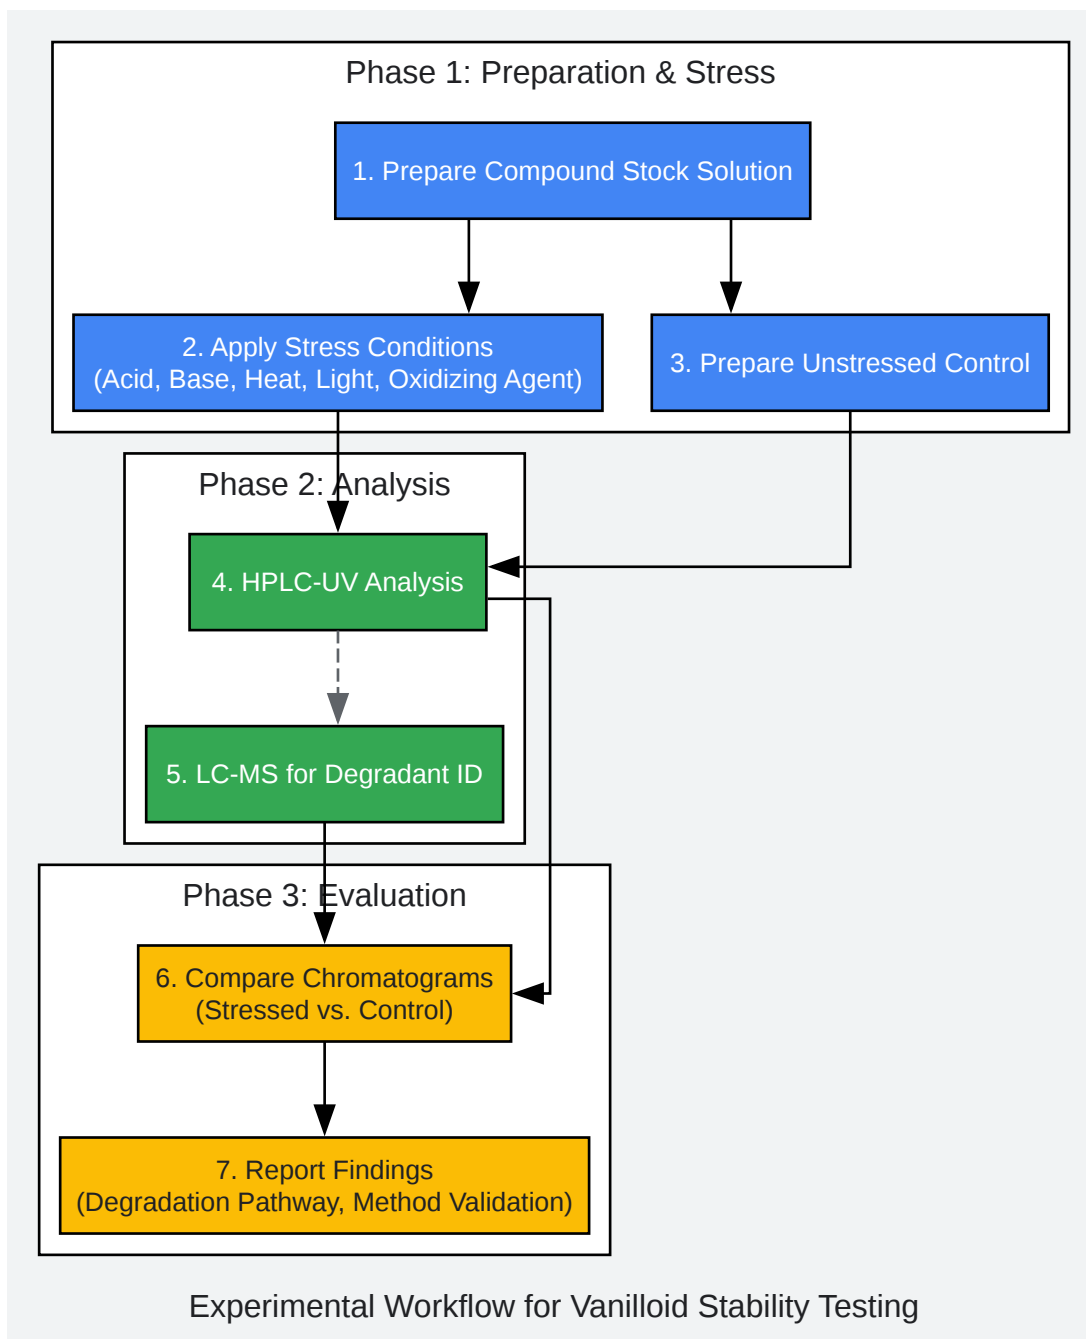 Phase 1: Preparation & Stress
1. Prepare Compound Stock Solution
2. Apply Stress Conditions
(Acid, Base, Heat, Light, Oxidizing Agent)
3. Prepare Unstressed Control
Phase 2: Analysis
4. HPLC-UV Analysis
5. LC-MS for Degradant ID
Phase 3: Evaluation
6. Compare Chromatograms
(Stressed vs. Control)
7. Report Findings
(Degradation Pathway, Method Validation)
Experimental Workflow for Vanilloid Stability Testing